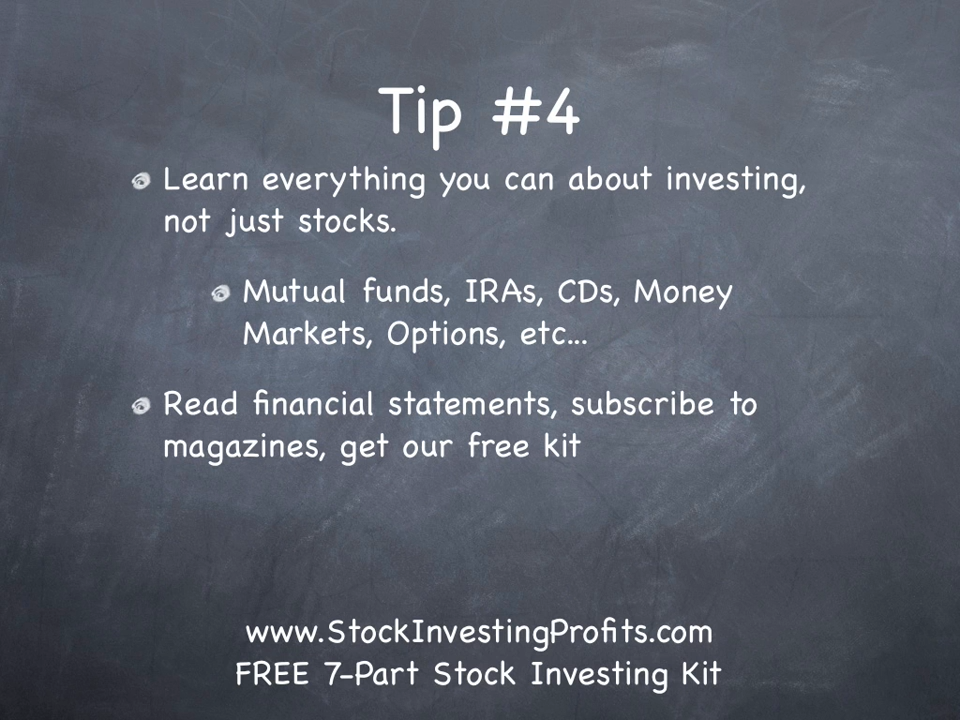 Tip #4
Learn everything you can about investing,
not just stocks.
Mutual funds, IRAs, CDs, Money
Markets, Options, etc...
Read financial statements, subscribe to
magazines, get our free kit
www.StockInvestingProfits.com
FREE 7-Part Stock Investing Kit